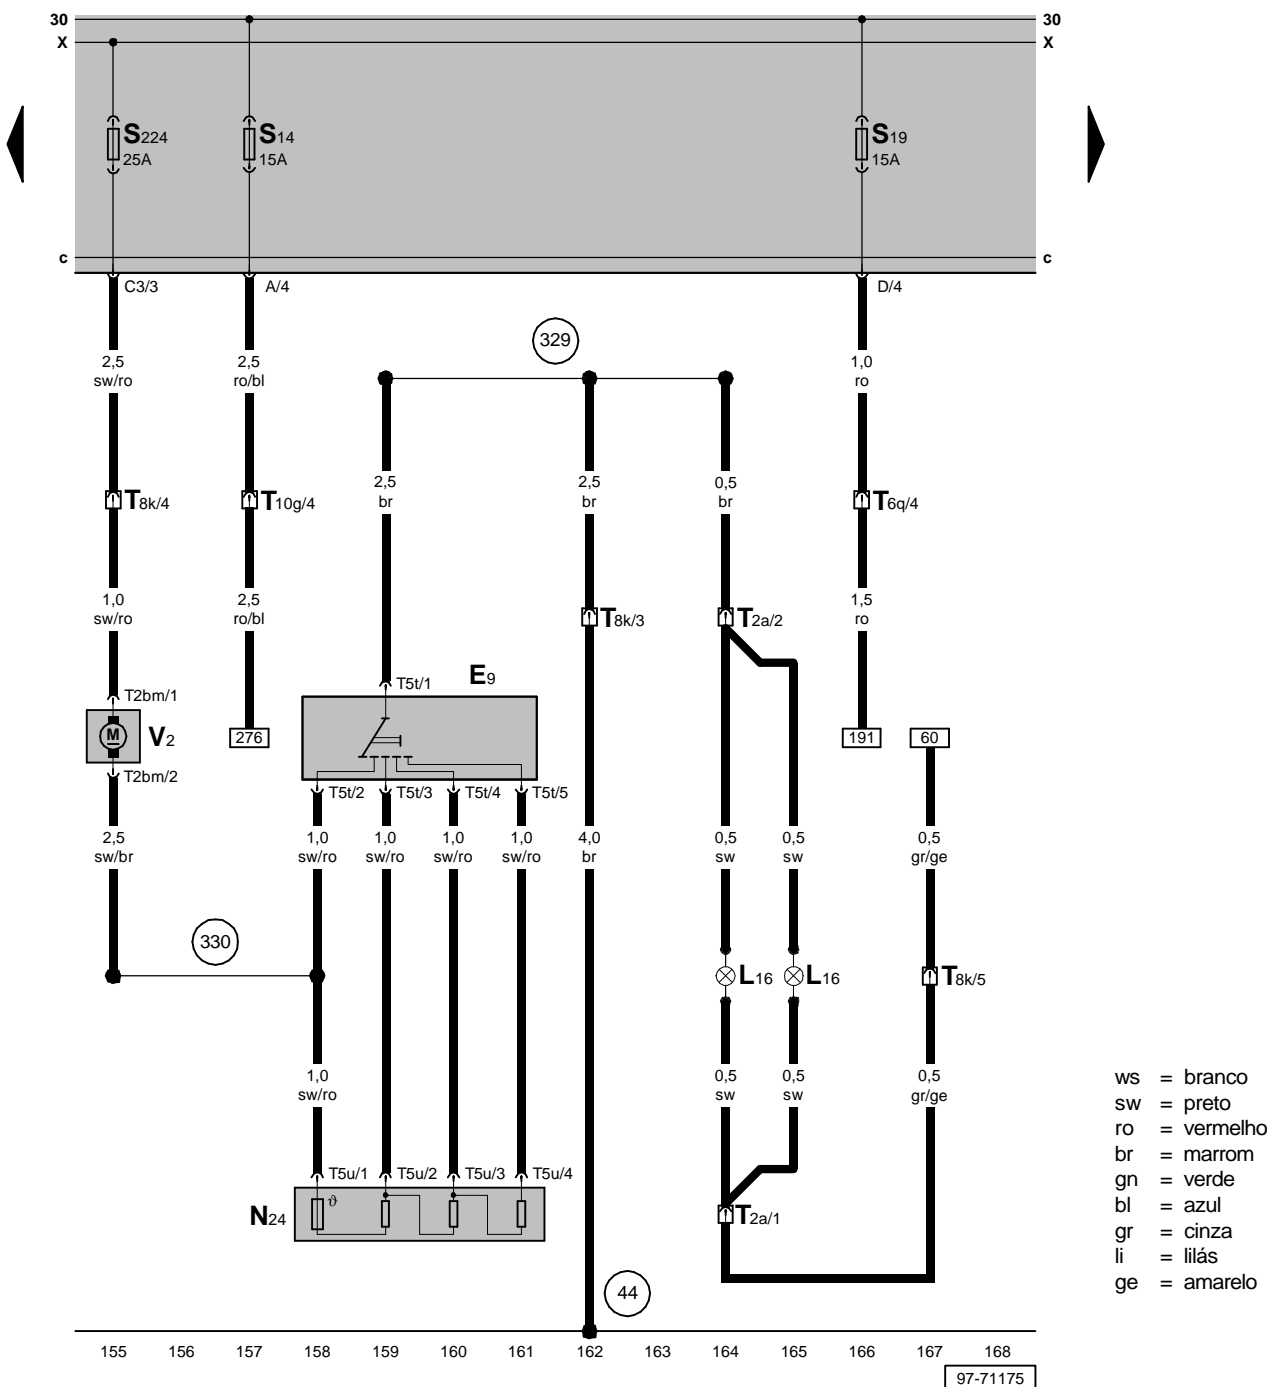 30 30
X X
S224 S14 S19
25A 15A 15A
c c
C3/3 A/4 D/4
329
2,5 2,5 1,0
sw/ro ro/bl ro
2,5 2,5 0,5
br br br
T8k/4 T10g/4 T6q/4
1,0 2,5 1,5
sw/ro ro/bl ro
T8k/3 T2a/2
E9
T5t/1
T2bm/1
M V2 276 191 60
T2bm/2
T5t/2 T5t/3 T5t/4 T5t/5
2,5 1,0 1,0 1,0 1,0 4,0 0,5 0,5 0,5
sw/br sw/ro sw/ro sw/ro sw/ro br sw sw gr/ge
330
L16 L16 T8k/5
1,0 0,5 0,5 0,5
sw/ro sw sw gr/ge
T5u/1 T5u/2 T5u/3 T5u/4
N24 ϑ T2a/1
44
ws = branco
sw = preto
ro = vermelho
br = marrom
gn = verde
bl = azul
gr = cinza
li = lilás
ge = amarelo
155 156 157 158 159 160 161 162 163 164 165 166 167 168
97-71175